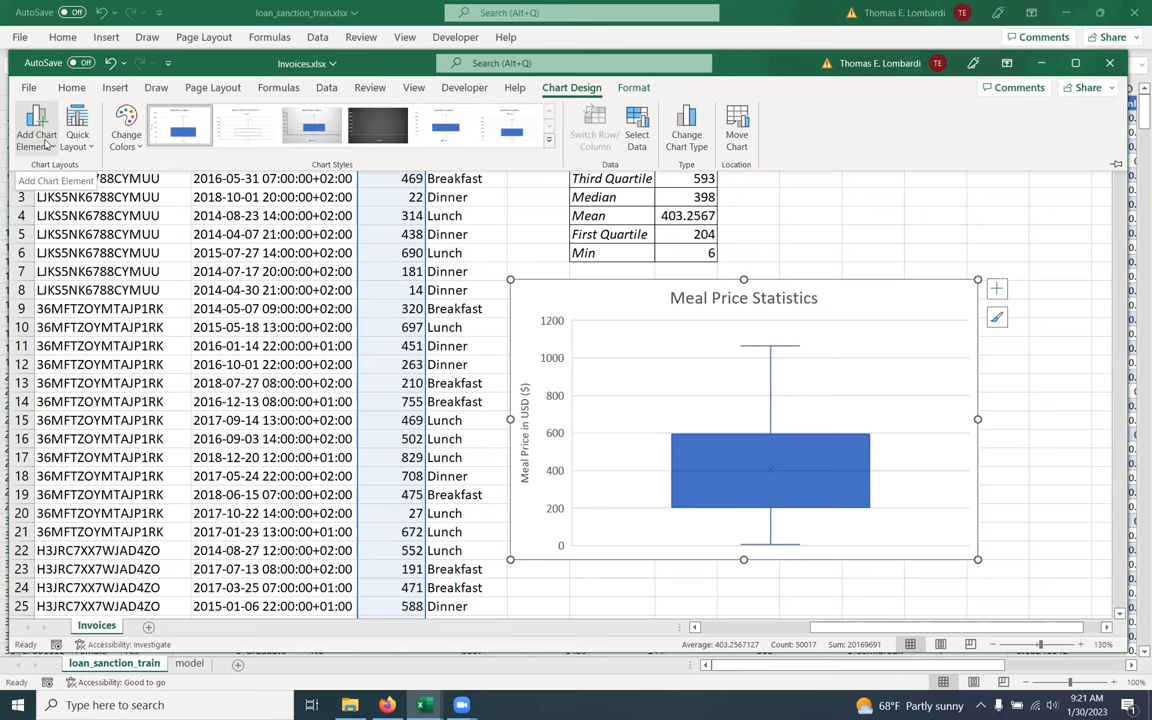 AutoSave Off loan_sanction_train.xlsx Search (Alt+Q) Thomas E. Lombardi TE
File Home Insert Draw Page Layout Formulas Data Review View Developer Help Comments Share
AutoSave Off Invoices.xlsx Search (Alt+Q) Thomas E. Lombardi TE
File Home Insert Draw Page Layout Formulas Data Review View Developer Help Chart Design Format Comments Share
Add Chart Element
Quick Layout
Change Colors
Switch Row/ Column
Select Data
Change Chart Type
Move Chart
Chart Layouts Chart Styles Data Type Location
Add Chart Element
CYMUU 2016-05-31 07:00:00+02:00 469 Breakfast
3 LJKS5NK6788CYMUU 2018-10-01 20:00:00+02:00 22 Dinner
4 LJKS5NK6788CYMUU 2014-08-23 14:00:00+02:00 314 Lunch
5 LJKS5NK6788CYMUU 2014-04-07 21:00:00+02:00 438 Dinner
6 LJKS5NK6788CYMUU 2015-07-27 14:00:00+02:00 690 Lunch
7 LJKS5NK6788CYMUU 2014-07-17 20:00:00+02:00 181 Dinner
8 LJKS5NK6788CYMUU 2014-04-30 21:00:00+02:00 14 Dinner
9 36MFTZOYMTAJP1RK 2014-05-07 09:00:00+02:00 320 Breakfast
10 36MFTZOYMTAJP1RK 2015-05-18 13:00:00+02:00 697 Lunch
11 36MFTZOYMTAJP1RK 2016-01-14 22:00:00+01:00 451 Dinner
12 36MFTZOYMTAJP1RK 2016-10-01 22:00:00+02:00 263 Dinner
13 36MFTZOYMTAJP1RK 2018-07-27 08:00:00+02:00 210 Breakfast
14 36MFTZOYMTAJP1RK 2016-12-13 08:00:00+01:00 755 Breakfast
15 36MFTZOYMTAJP1RK 2017-09-14 13:00:00+02:00 469 Lunch
16 36MFTZOYMTAJP1RK 2016-09-03 14:00:00+02:00 502 Lunch
17 36MFTZOYMTAJP1RK 2018-12-20 12:00:00+01:00 829 Lunch
18 36MFTZOYMTAJP1RK 2017-05-24 22:00:00+02:00 708 Dinner
19 36MFTZOYMTAJP1RK 2018-06-15 07:00:00+02:00 475 Breakfast
20 36MFTZOYMTAJP1RK 2017-10-22 14:00:00+02:00 27 Lunch
21 36MFTZOYMTAJP1RK 2017-01-23 13:00:00+01:00 672 Lunch
22 H3JRC7XX7WJAD4ZO 2014-08-27 12:00:00+02:00 552 Lunch
23 H3JRC7XX7WJAD4ZO 2017-07-13 08:00:00+02:00 191 Breakfast
24 H3JRC7XX7WJAD4ZO 2017-03-25 07:00:00+01:00 471 Breakfast
25 H3JRC7XX7WJAD4ZO 2015-01-06 22:00:00+01:00 588 Dinner
Third Quartile 593
Median 398
Mean 403.2567
First Quartile 204
Min 6
Meal Price Statistics
Meal Price in USD ($)
1200
1000
800
600
400
200
0
Invoices
Ready Accessibility: Investigate Average: 403.2567127 Count: 50017 Sum: 20169691 130%
loan_sanction_train model
Ready Accessibility: Good to go 100%
Type here to search 68°F Partly sunny 9:21 AM
1/30/2023